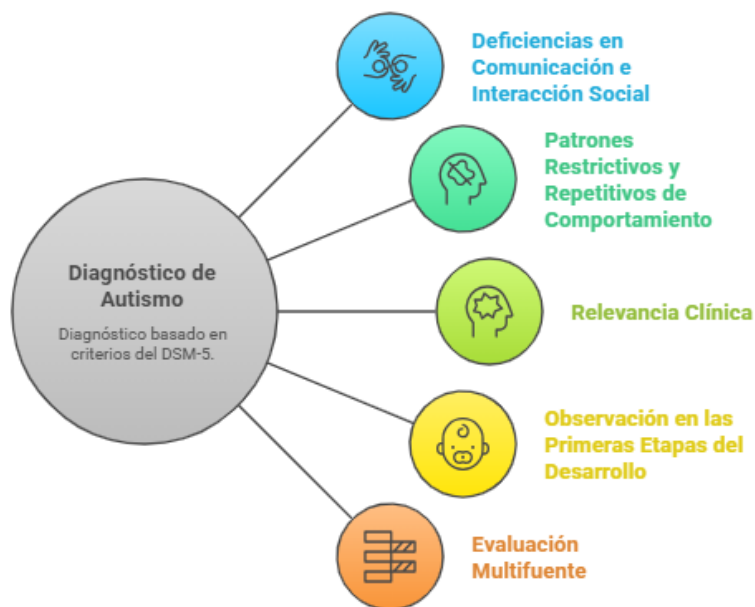 Diagnóstico de
Autismo
Diagnóstico basado en
criterios del DSM-5.
Deficiencias en
Comunicación e
Interacción Social
Patrones
Restrictivos y
Repetitivos de
Comportamiento
Relevancia Clínica
Observación en las
Primeras Etapas del
Desarrollo
Evaluación
Multifuente